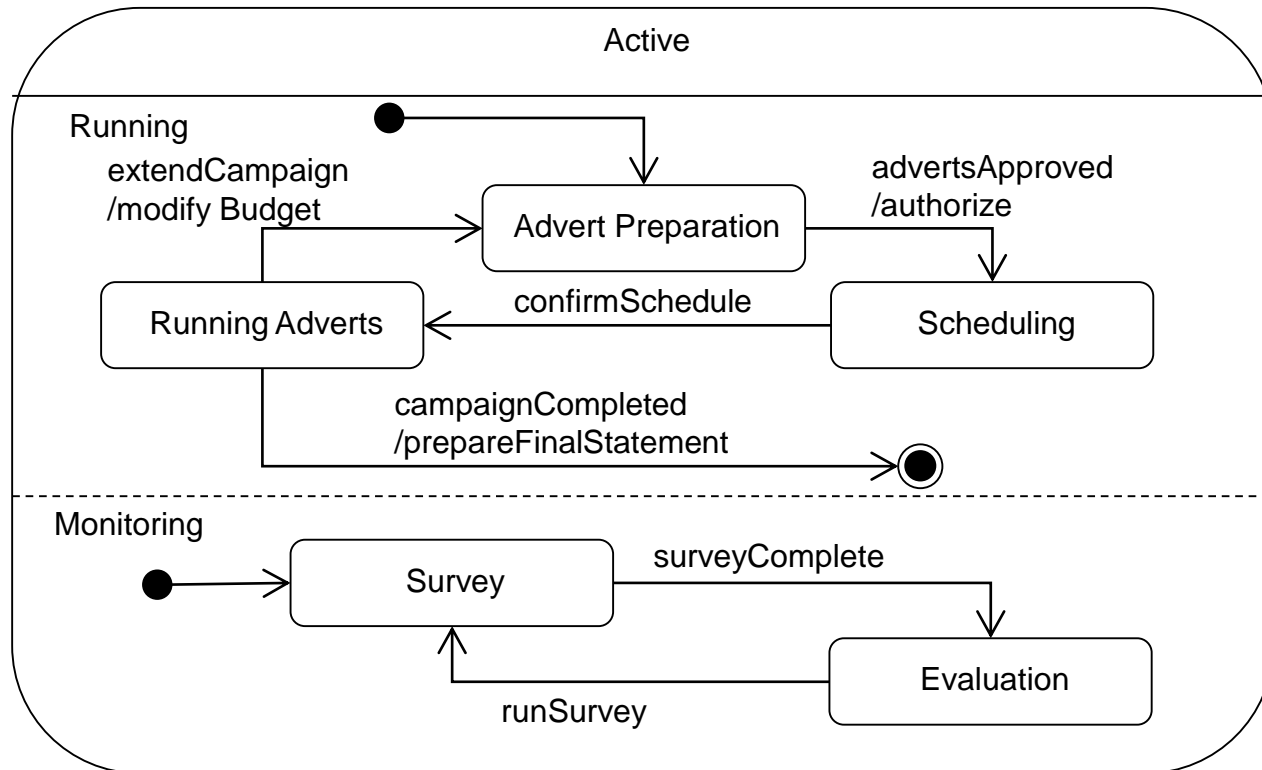 Active
Running
extendCampaign
/modify Budget
advertsApproved
/authorize
Advert Preparation
confirmSchedule
Running Adverts
Scheduling
campaignCompleted
/prepareFinalStatement
Monitoring
surveyComplete
Survey
Evaluation
runSurvey